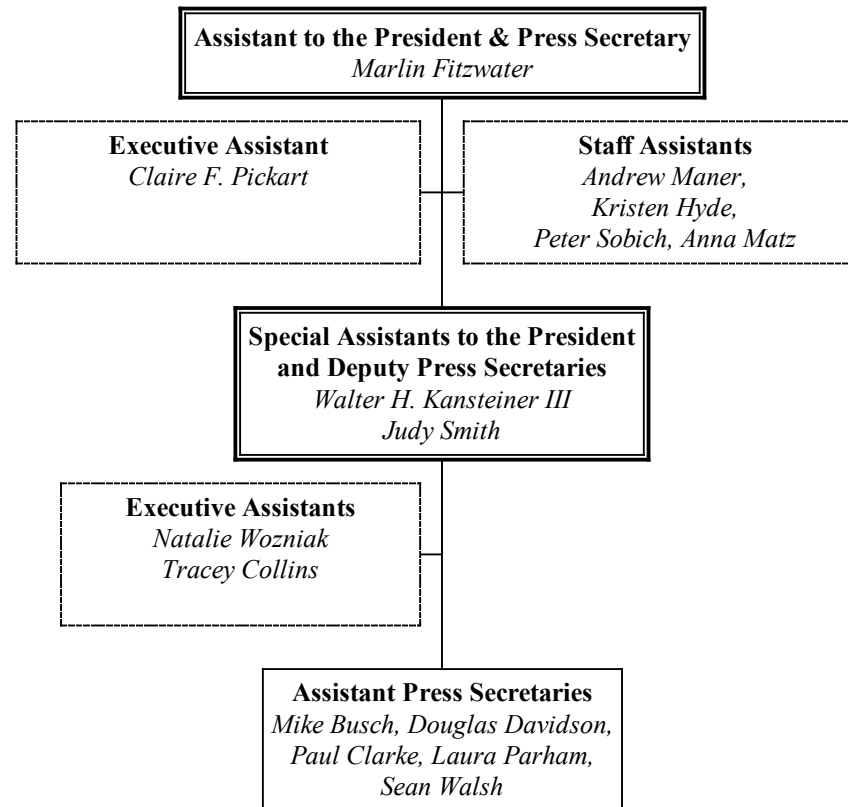 Assistant to the President & Press Secretary
Marlin Fitzwater
Executive Assistant
Claire F. Pickart
Staff Assistants
Andrew Maner,
Kristen Hyde,
Peter Sobich, Anna Matz
Special Assistants to the President
and Deputy Press Secretaries
Walter H. Kansteiner III
Judy Smith
Executive Assistants
Natalie Wozniak
Tracey Collins
Assistant Press Secretaries
Mike Busch, Douglas Davidson,
Paul Clarke, Laura Parham,
Sean Walsh